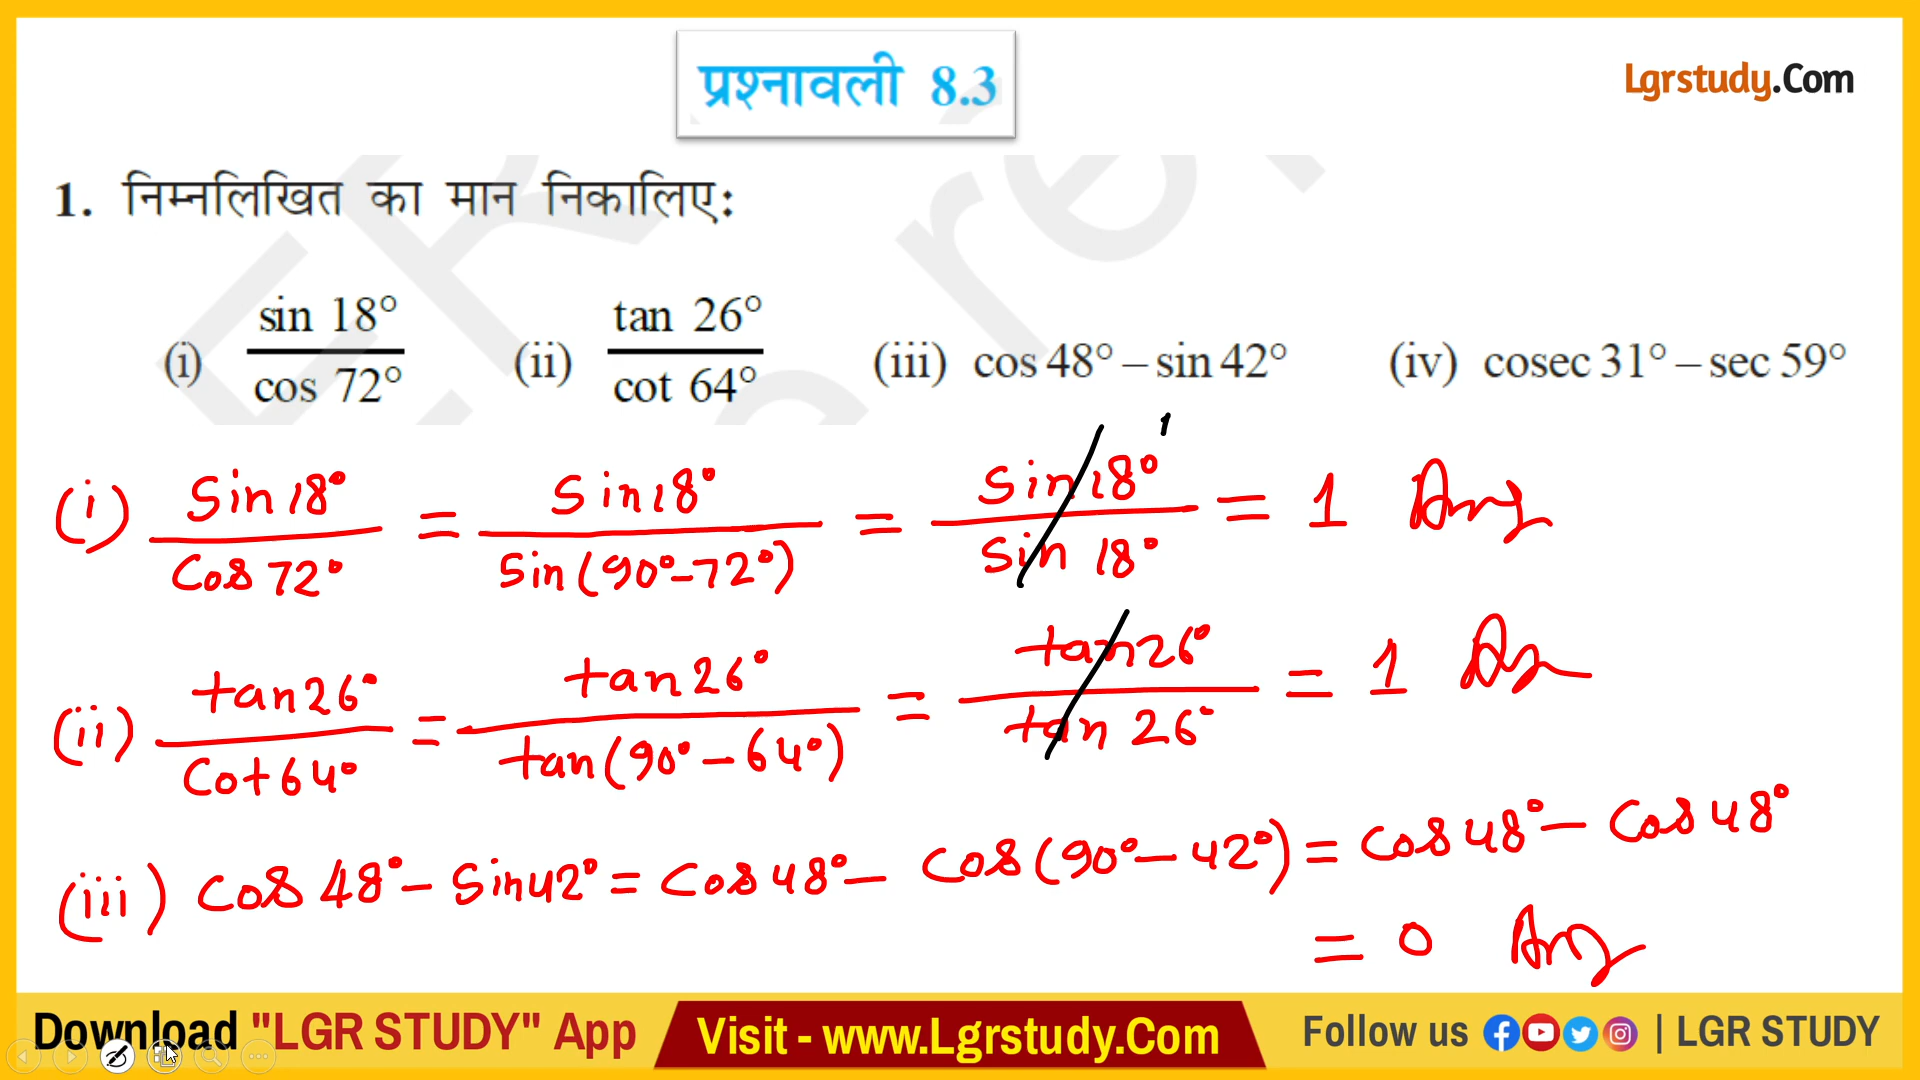 प्रश्नावली 8.3
Lgrstudy.Com
1. निम्नलिखित का मान निकालिए:
(i) sin 18° / cos 72° (ii) tan 26° / cot 64° (iii) cos 48° – sin 42° (iv) cosec 31° – sec 59°
(i) Sin 18° / Cos 72° = Sin 18° / Sin (90° - 72°) = Sin 18° / Sin 18° 1 = 1 Ans
(ii) tan 26° / Cot 64° = tan 26° / tan (90° - 64°) = tan 26° / tan 26° = 1 Ans
(iii) Cos 48° - Sin 42° = Cos 48° - Cos (90° - 42°) = Cos 48° - Cos 48°
= 0 Ans
Download "LGR STUDY" App Visit - www.Lgrstudy.Com Follow us | LGR STUDY